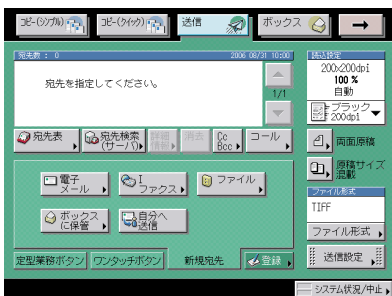 コピー(シンプル)
コピー(クイック)
送信
ボックス
宛先数 : 0
2006 08/31 10:00
宛先を指定してください。
1/1
宛先表
宛先検索
(サーバ)
詳細
情報
消去
Cc
Bcc
コール
電子
メール
I
ファクス
ファイル
ボックス
に保管
自分へ
送信
定型業務ボタン
ワンタッチボタン
新規宛先
登録
読込設定
200×200dpi
100 %
自動
ブラック
200dpi
両面原稿
原稿サイズ
混載
ファイル形式
TIFF
ファイル形式
送信設定
システム状況/中止